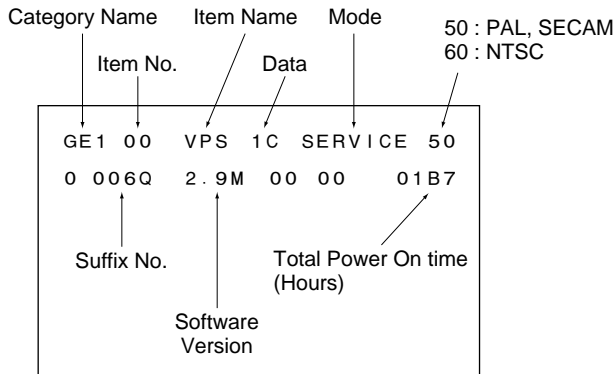 Category Name Item Name Mode 50 : PAL, SECAM
60 : NTSC
Item No. Data
GE1 00 VPS 1C SERVICE 50
0 006Q 2.9M 00 00 01B7
Suffix No. Total Power On time
(Hours)
Software
Version